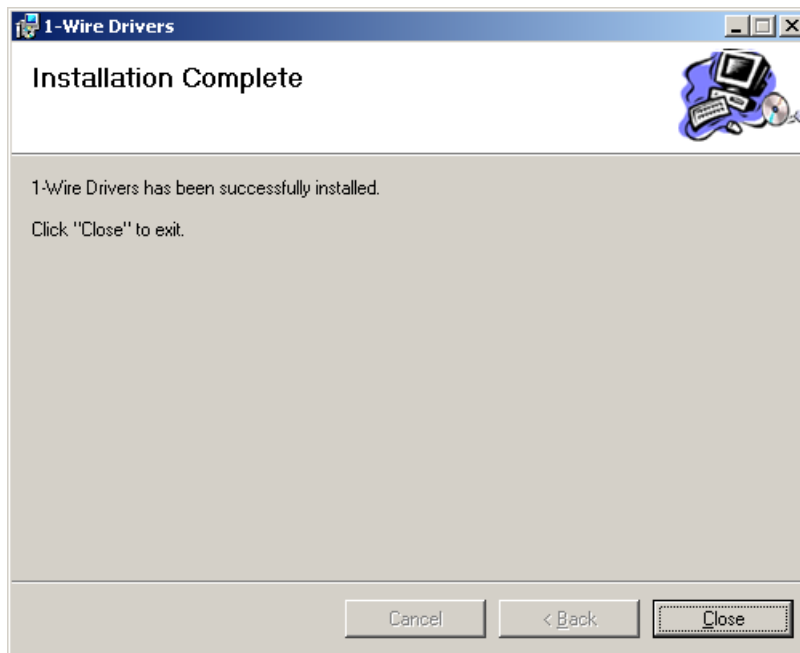 1-Wire Drivers
Installation Complete
1-Wire Drivers has been successfully installed.
Click "Close" to exit.
Cancel
< Back
Close